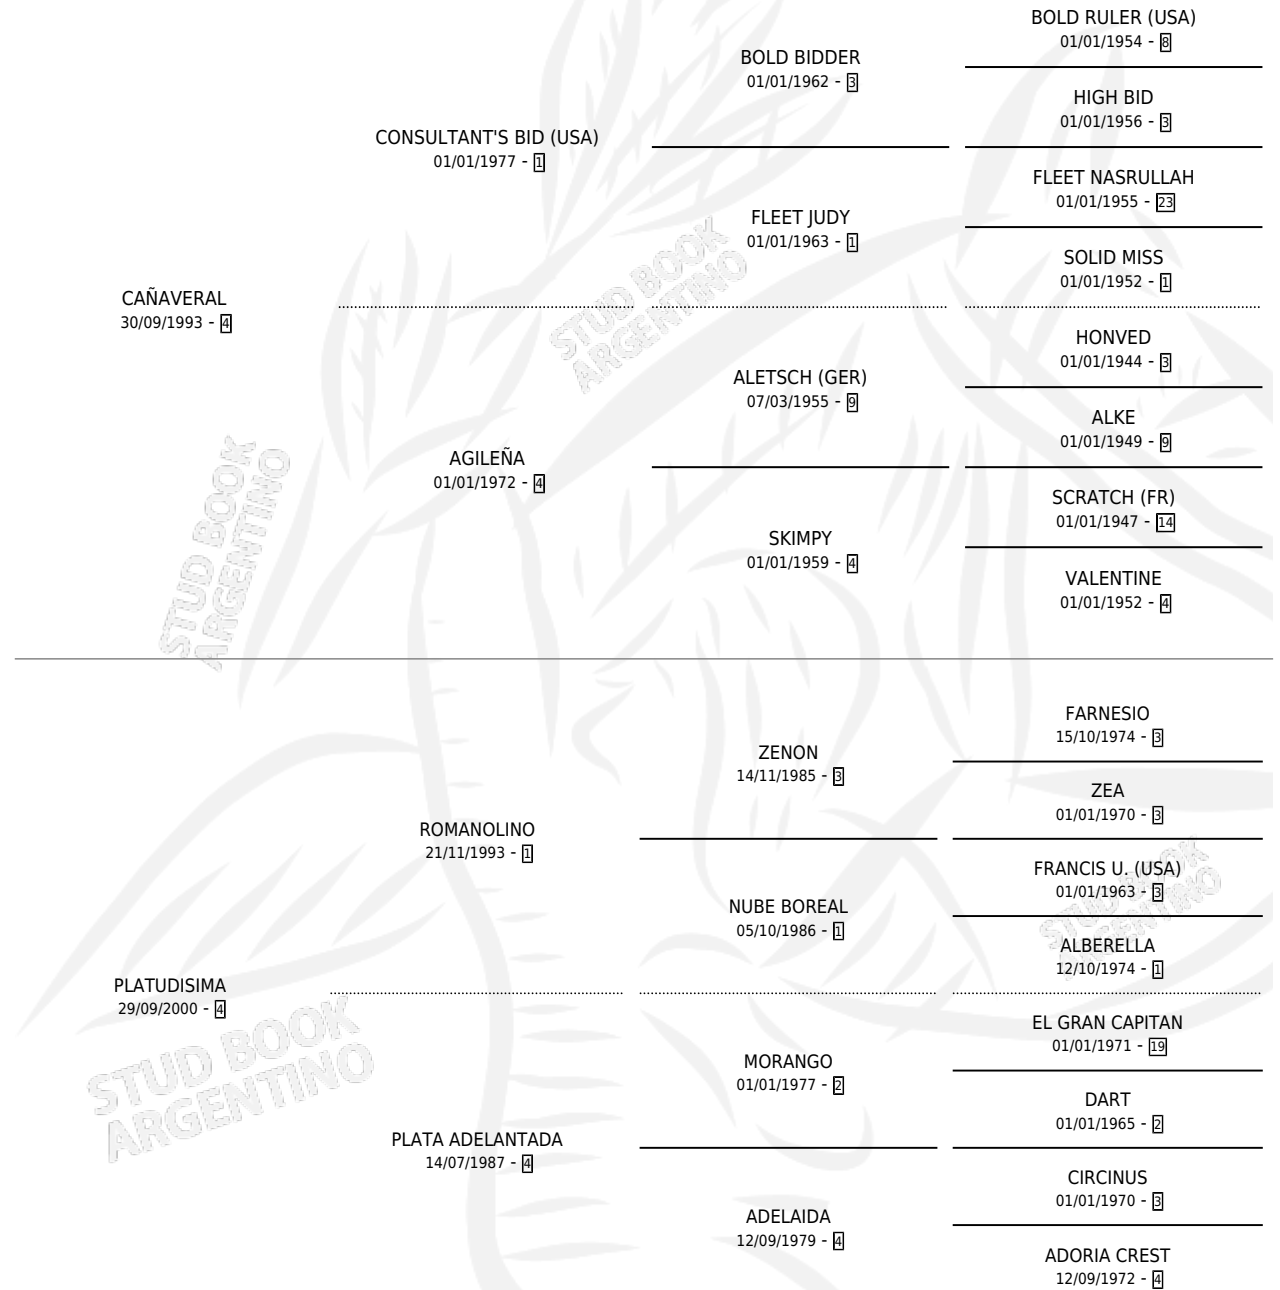 BOLD RULER (USA)
01/01/1954 - 8
BOLD BIDDER
01/01/1962 - 3
HIGH BID
01/01/1956 - 3
CONSULTANT'S BID (USA)
01/01/1977 - 1
FLEET NASRULLAH
01/01/1955 - 23
FLEET JUDY
01/01/1963 - 1
SOLID MISS
01/01/1952 - 1
CAÑAVERAL
30/09/1993 - 4
HONVED
01/01/1944 - 3
ALETSCH (GER)
07/03/1955 - 9
ALKE
01/01/1949 - 9
AGILEÑA
01/01/1972 - 4
SCRATCH (FR)
01/01/1947 - 14
SKIMPY
01/01/1959 - 4
VALENTINE
01/01/1952 - 4
FARNESIO
15/10/1974 - 3
ZENON
14/11/1985 - 3
ZEA
01/01/1970 - 3
ROMANOLINO
21/11/1993 - 1
FRANCIS U. (USA)
01/01/1963 - 3
NUBE BOREAL
05/10/1986 - 1
ALBERELLA
12/10/1974 - 1
PLATUDISIMA
29/09/2000 - 4
EL GRAN CAPITAN
01/01/1971 - 19
MORANGO
01/01/1977 - 2
DART
01/01/1965 - 2
PLATA ADELANTADA
14/07/1987 - 4
CIRCINUS
01/01/1970 - 3
ADELAIDA
12/09/1979 - 4
ADORIA CREST
12/09/1972 - 4
STUD BOOK
ARGENTINO
STUD BOOK
ARGENTINO
STUD BOOK
ARGENTINO
STUD BOOK
ARGENTINO